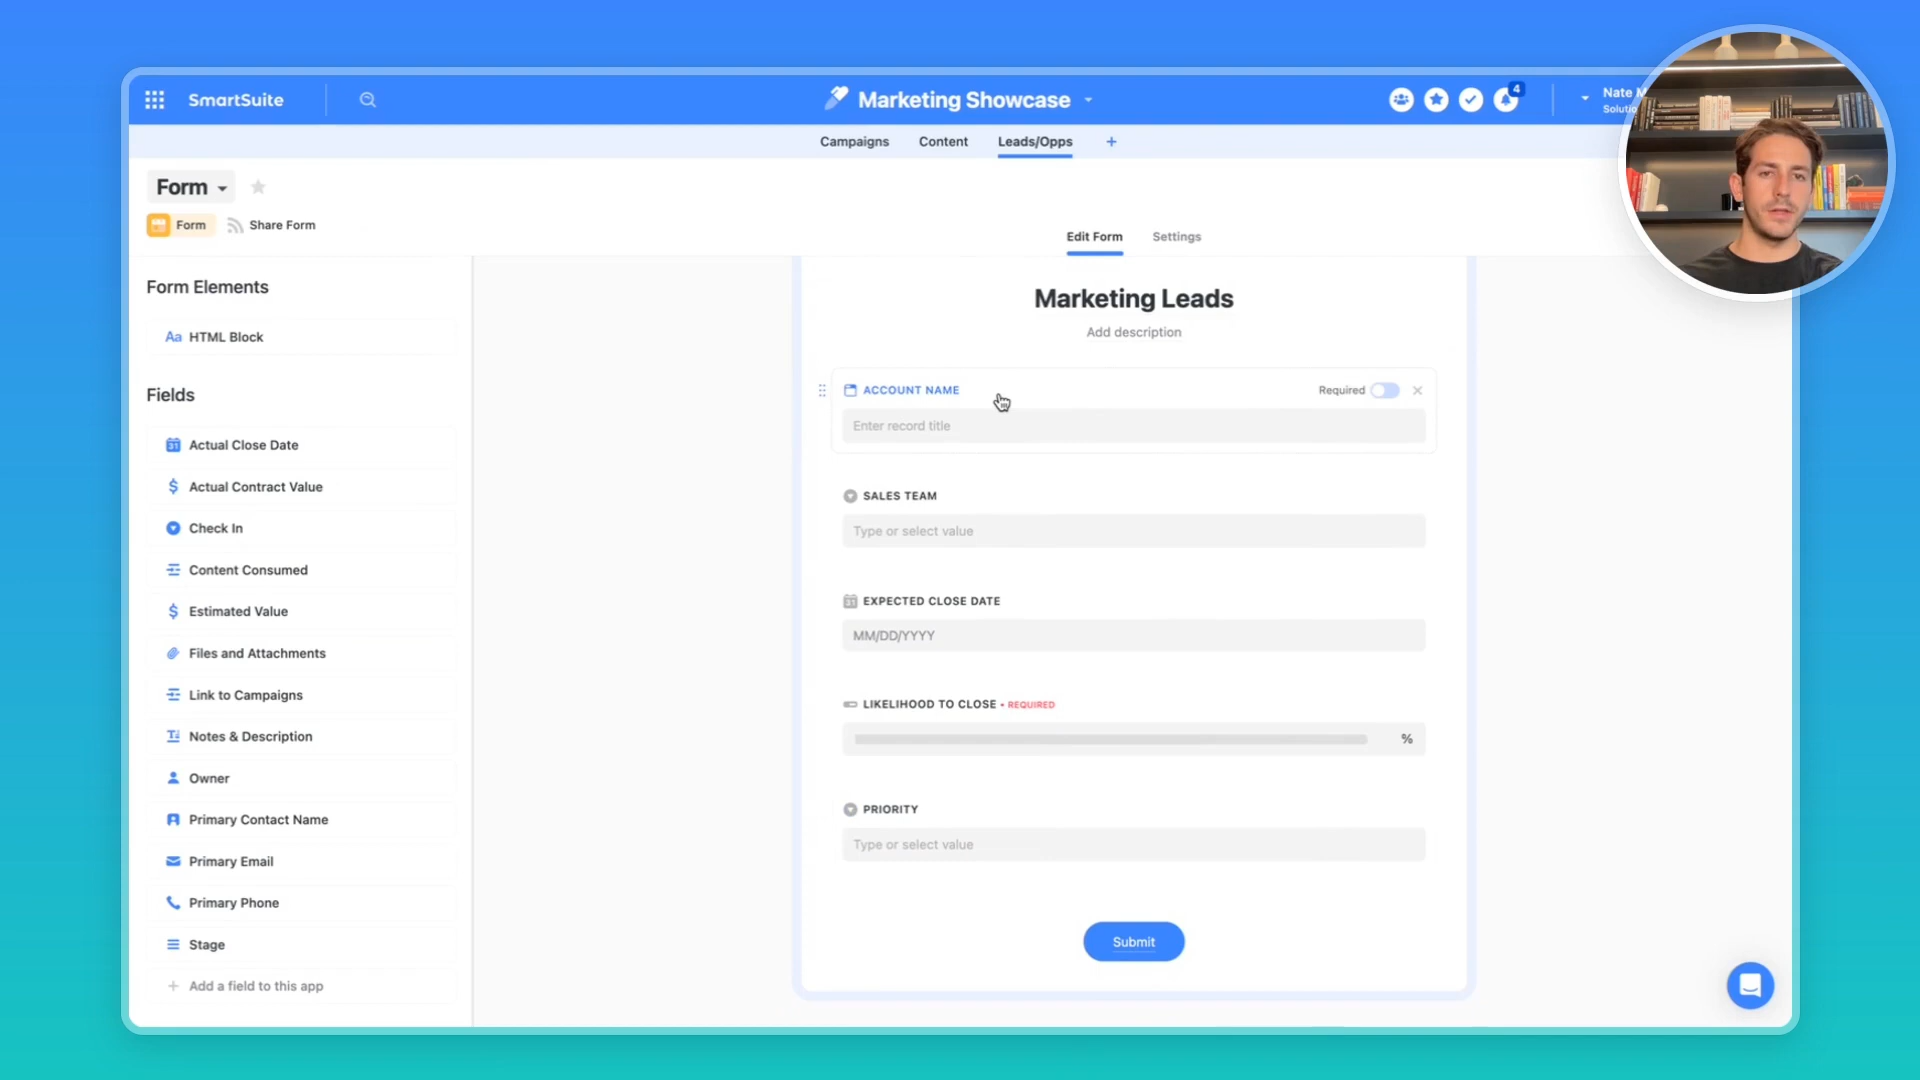 SmartSuite
Marketing Showcase
4
Nate M
Solutio
Campaigns
Content
Leads/Opps
+
Form
Form
Share Form
Edit Form
Settings
Form Elements
Aa HTML Block
Fields
31 Actual Close Date
$ Actual Contract Value
Check In
Content Consumed
$ Estimated Value
Files and Attachments
Link to Campaigns
Notes & Description
Owner
Primary Contact Name
Primary Email
Primary Phone
Stage
+ Add a field to this app
Marketing Leads
Add description
ACCOUNT NAME
Required
Enter record title
SALES TEAM
Type or select value
31 EXPECTED CLOSE DATE
MM/DD/YYYY
LIKELIHOOD TO CLOSE • REQUIRED
%
PRIORITY
Type or select value
Submit